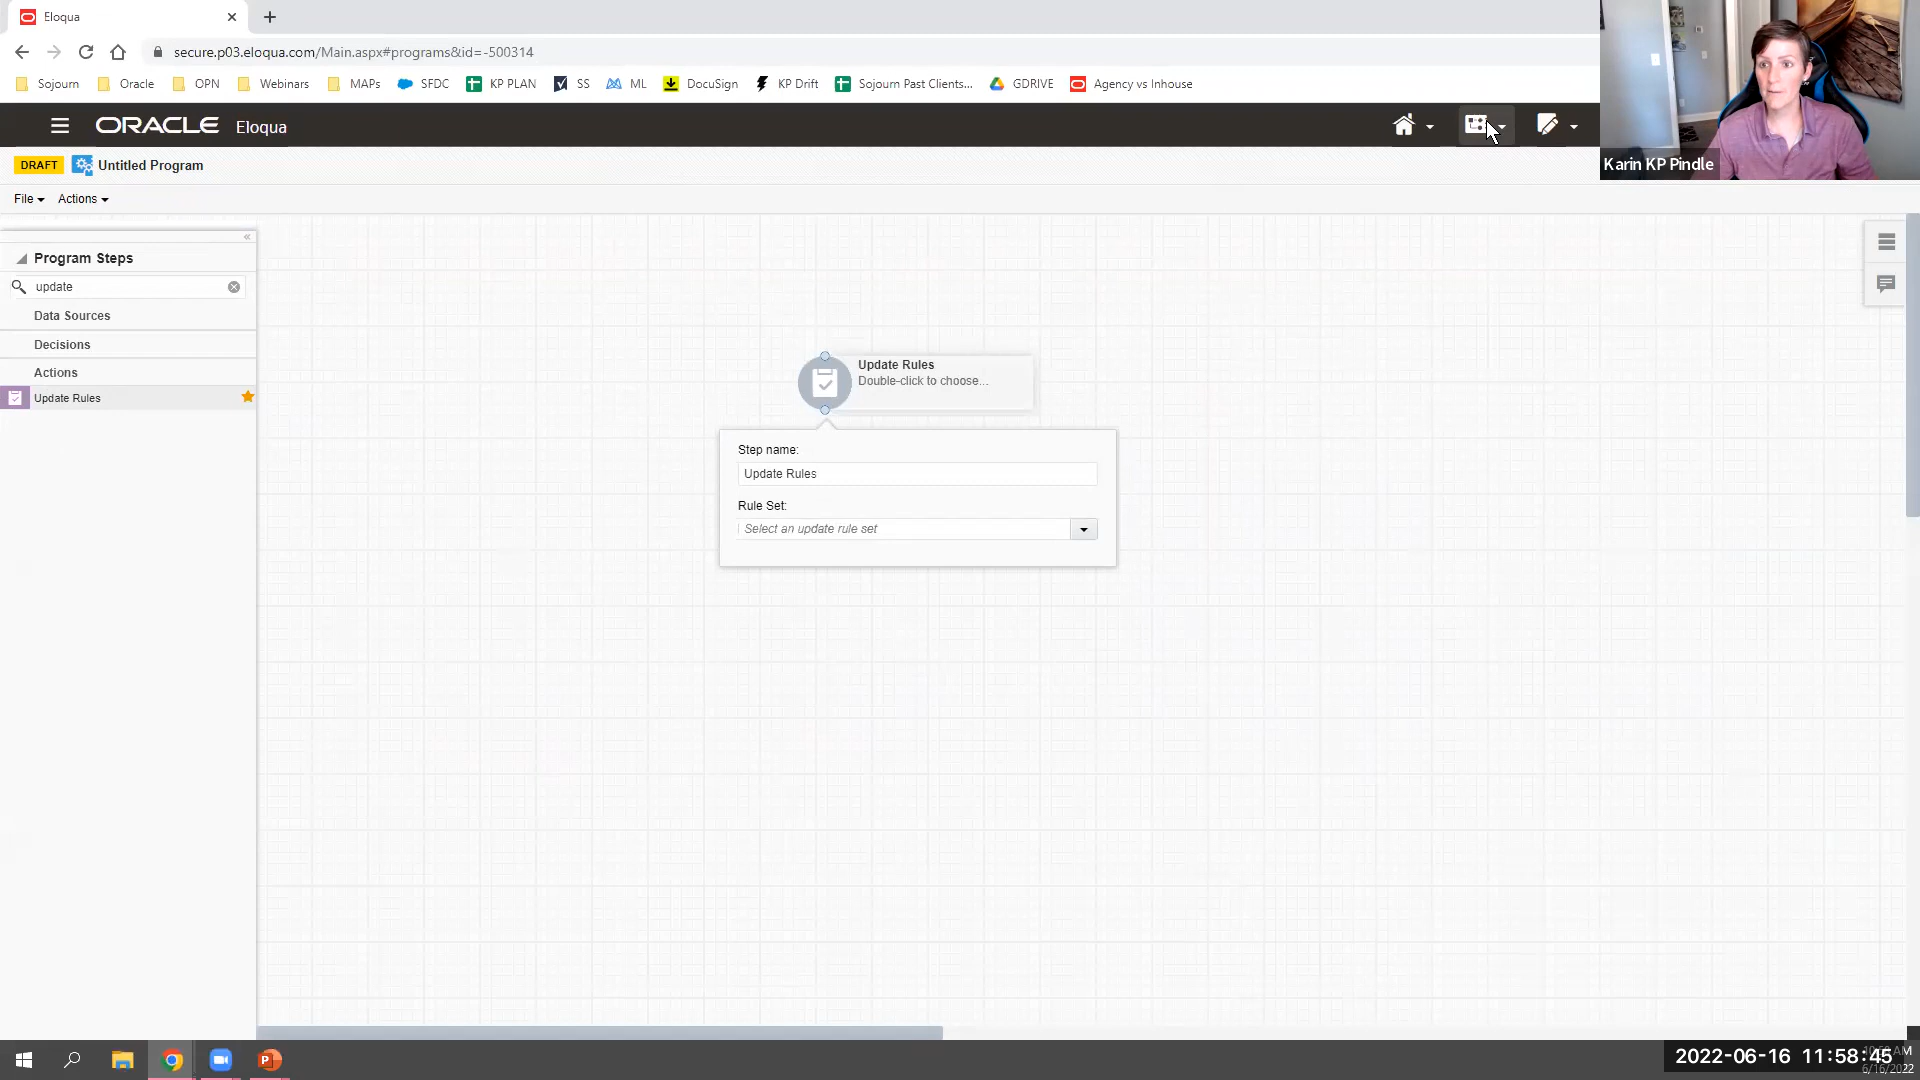 Eloqua
secure.p03.eloqua.com/Main.aspx#programs&id=-500314
Sojourn
Oracle
OPN
Webinars
MAPs
SFDC
KP PLAN
SS
ML
DocuSign
KP Drift
Sojourn Past Clients...
GDRIVE
Agency vs Inhouse
ORACLE Eloqua
Karin KP Pindle
DRAFT Untitled Program
File Actions
Program Steps
update
Data Sources
Decisions
Actions
Update Rules
Update Rules
Double-click to choose...
Step name:
Update Rules
Rule Set:
Select an update rule set
2022-06-16 11:58:45